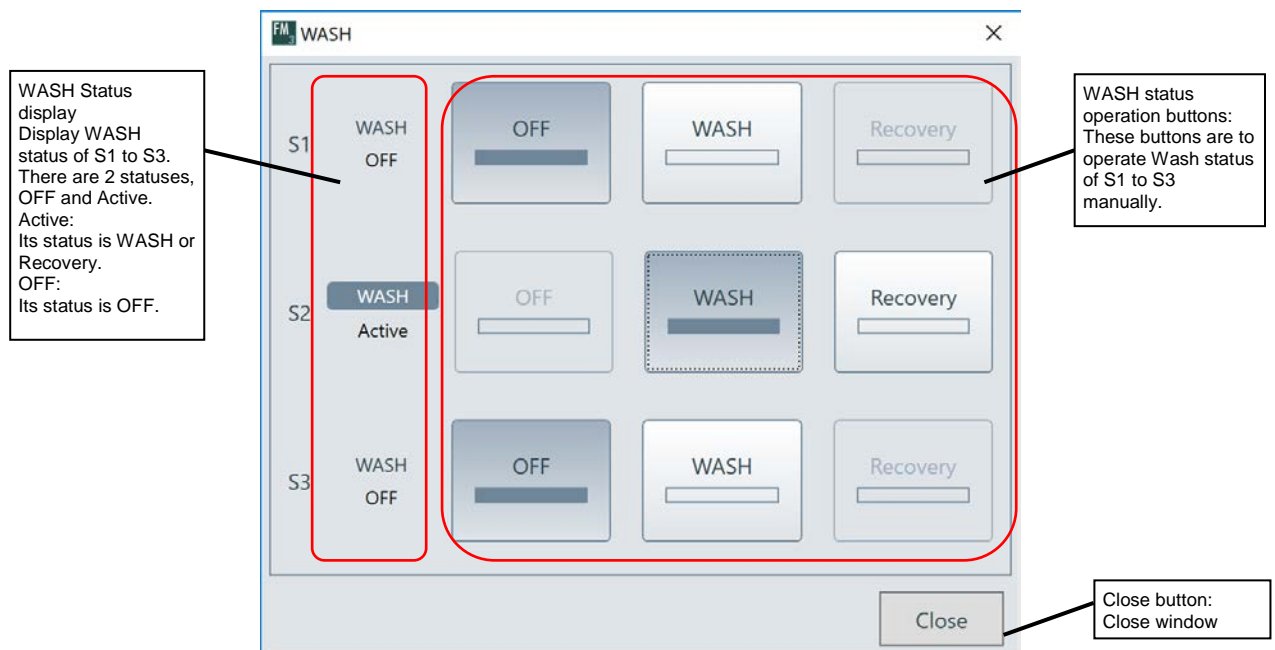 FM3 WASH
WASH Status
display
Display WASH
status of S1 to S3.
There are 2 statuses,
OFF and Active.
Active:
Its status is WASH or
Recovery.
OFF:
Its status is OFF.
S1
WASH
OFF
OFF
WASH
Recovery
S2
WASH
Active
OFF
WASH
Recovery
S3
WASH
OFF
OFF
WASH
Recovery
WASH status
operation buttons:
These buttons are to
operate Wash status
of S1 to S3
manually.
Close
Close button:
Close window